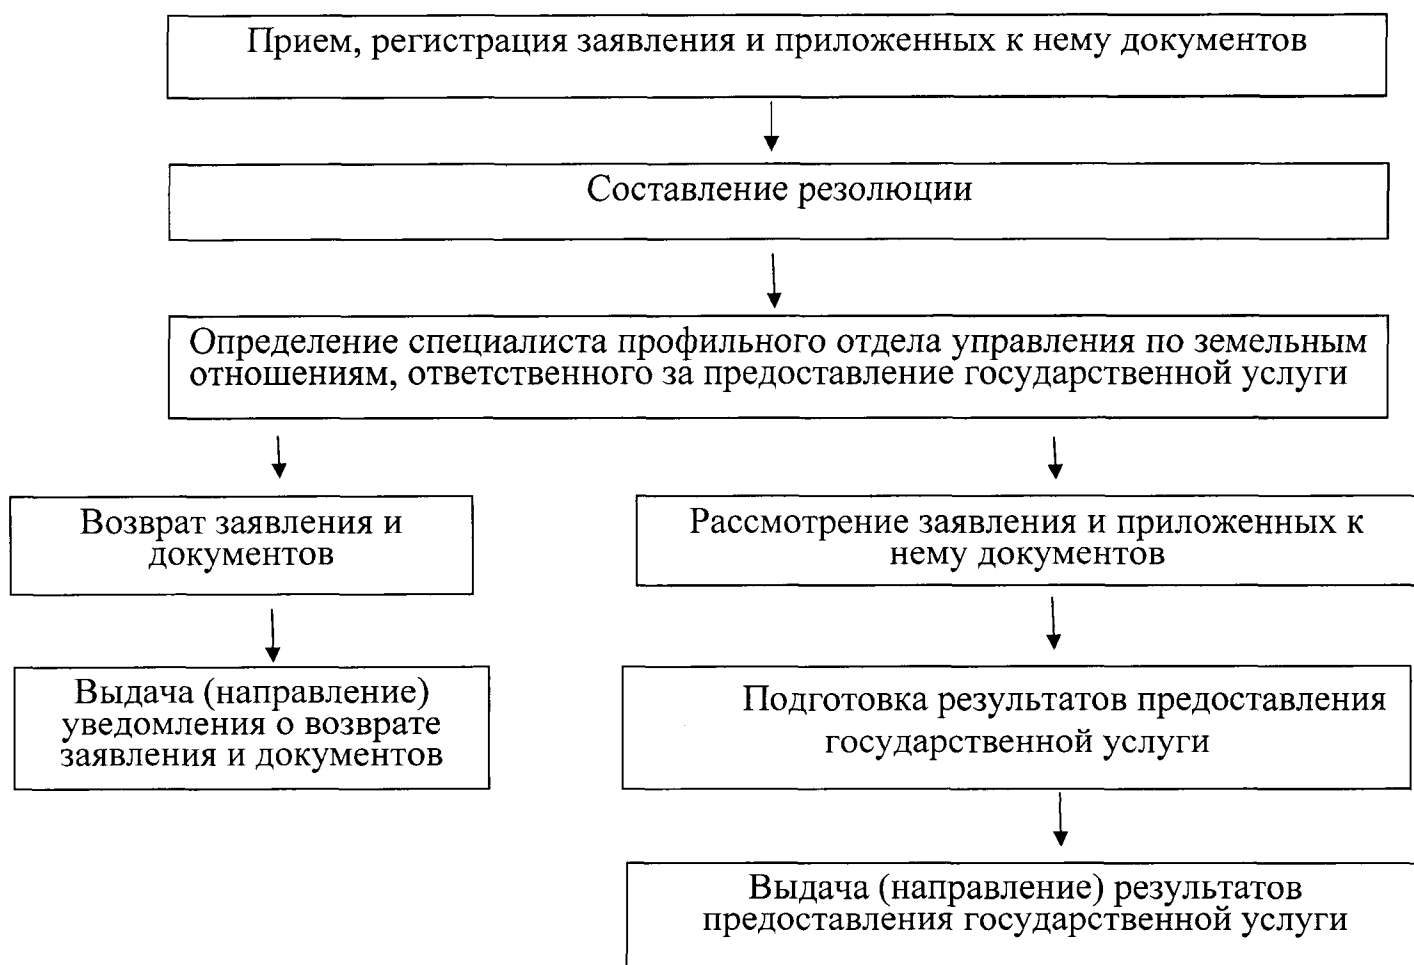 Прием, регистрация заявления и приложенных к нему документов
Составление резолюции
Определение специалиста профильного отдела управления по земельным
отношениям, ответственного за предоставление государственной услуги
Возврат заявления и
документов
Рассмотрение заявления и приложенных к
нему документов
Выдача (направление)
уведомления о возврате
заявления и документов
Подготовка результатов предоставления
государственной услуги
Выдача (направление) результатов
предоставления государственной услуги